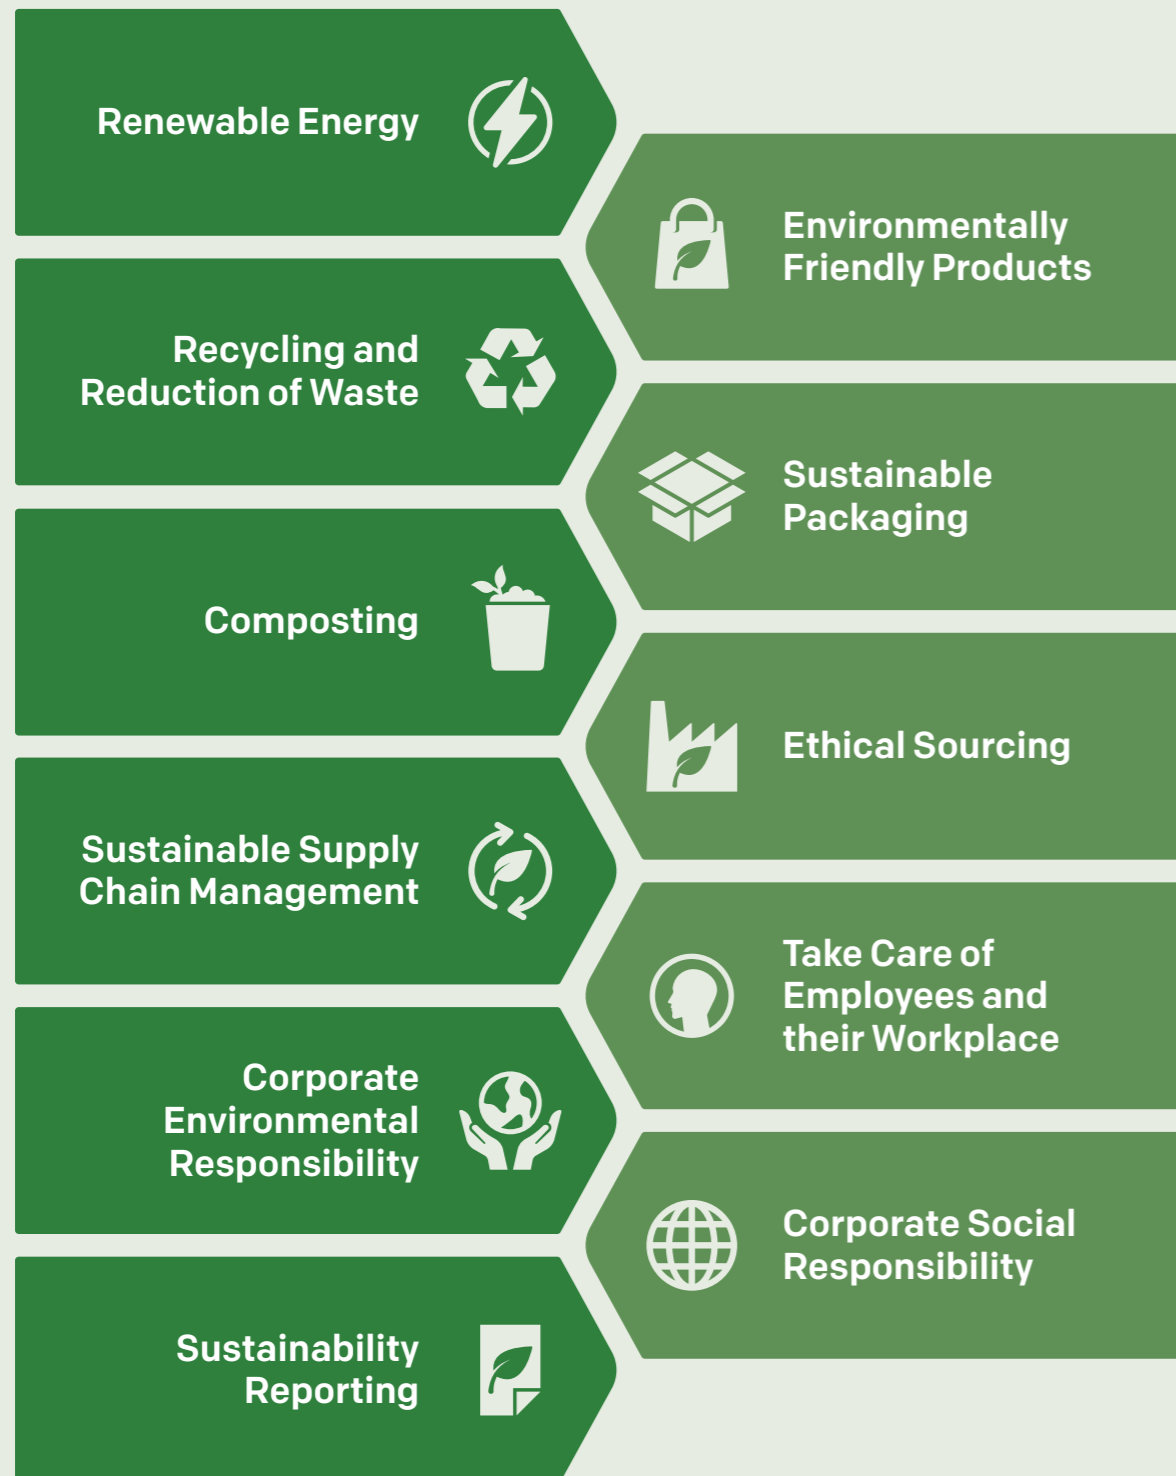 Renewable Energy
Environmentally
Friendly Products
Recycling and
Reduction of Waste
Sustainable
Packaging
Composting
Ethical Sourcing
Sustainable Supply
Chain Management
Take Care of
Employees and
their Workplace
Corporate
Environmental
Responsibility
Corporate Social
Responsibility
Sustainability
Reporting